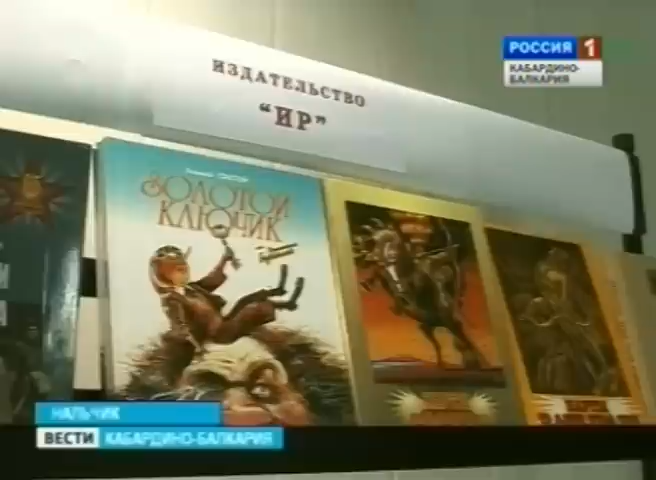 ИЗДАТЕЛЬСТВО
“ИР”
РОССИЯ 1
КАБАРДИНО-
БАЛКАРИЯ
ЗОЛОТОЙ
КЛЮЧИК
НАЛЬЧИК
ВЕСТИ КАБАРДИНО-БАЛКАРИЯ